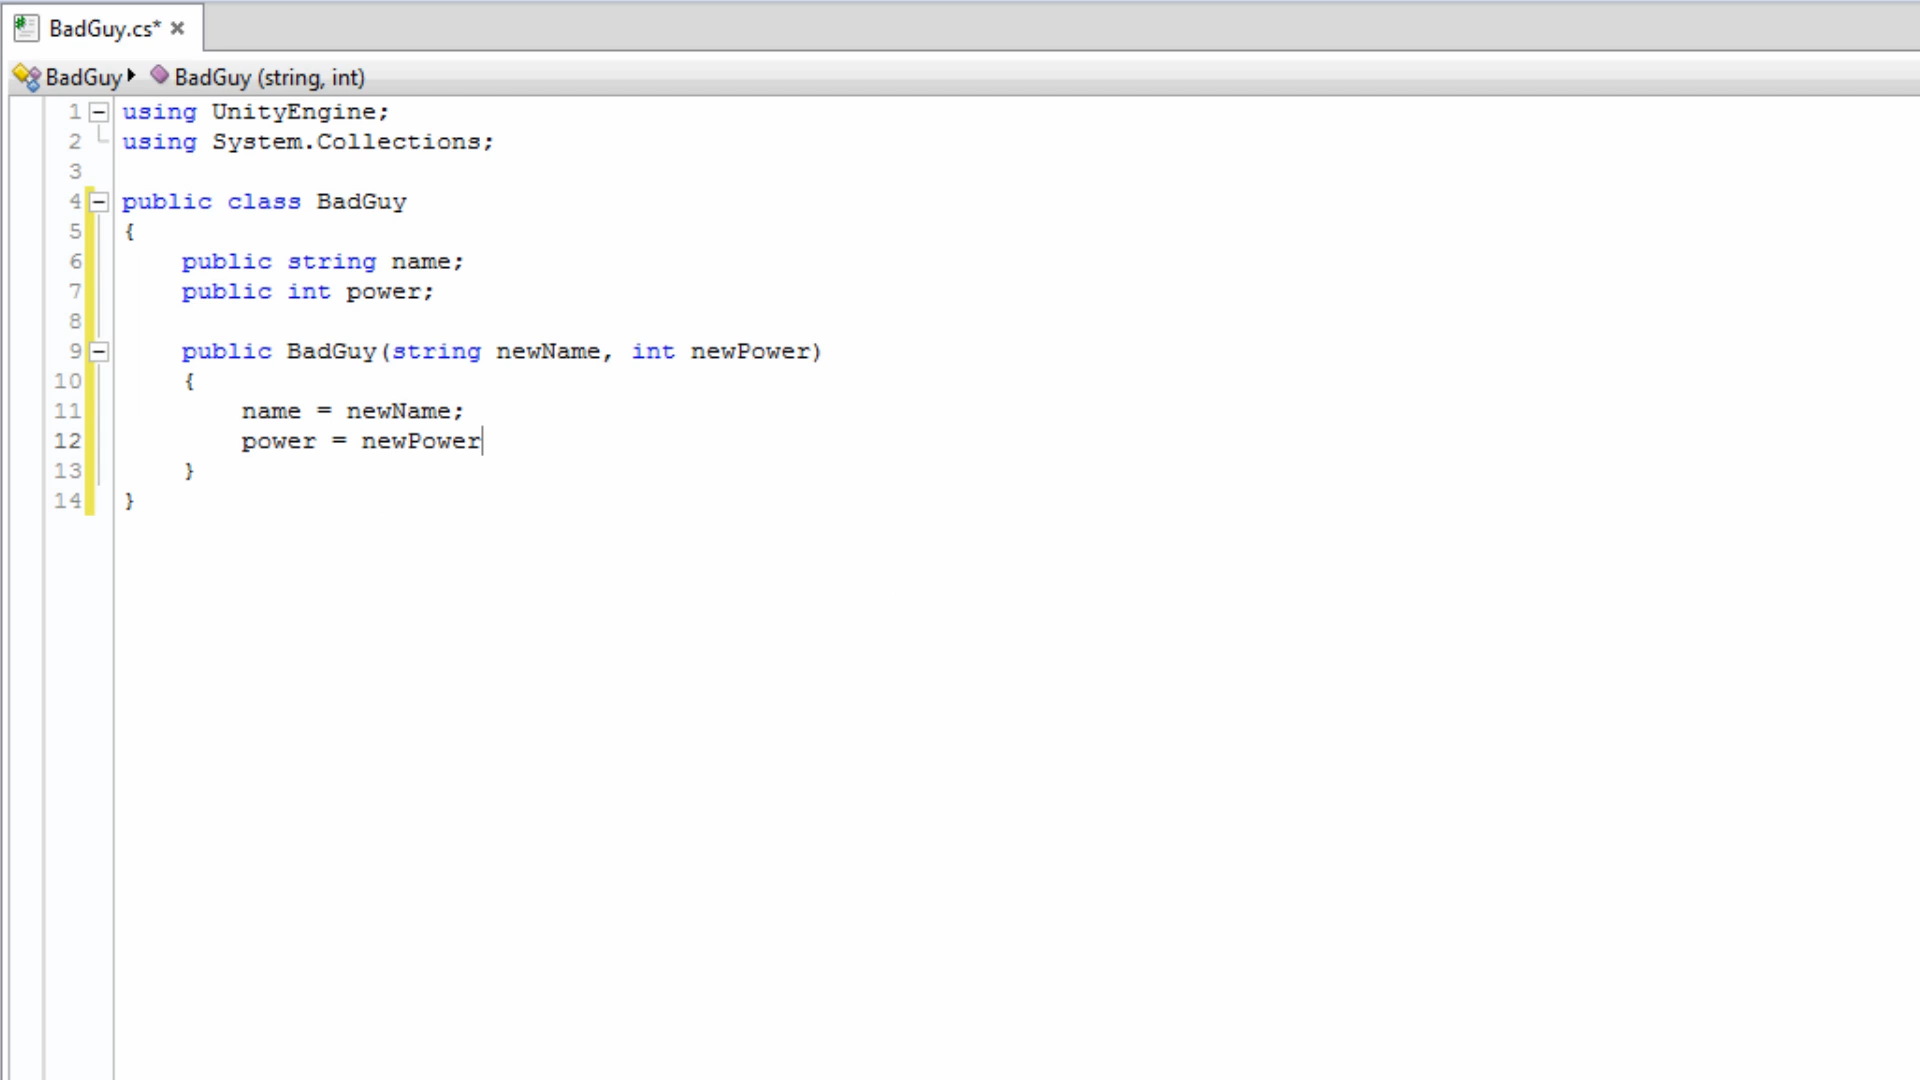 BadGuy.cs*
BadGuy BadGuy (string, int)
1 using UnityEngine;
2 using System.Collections;
3
4 public class BadGuy
5 {
6     public string name;
7     public int power;
8
9     public BadGuy(string newName, int newPower)
10     {
11         name = newName;
12         power = newPower
13     }
14 }